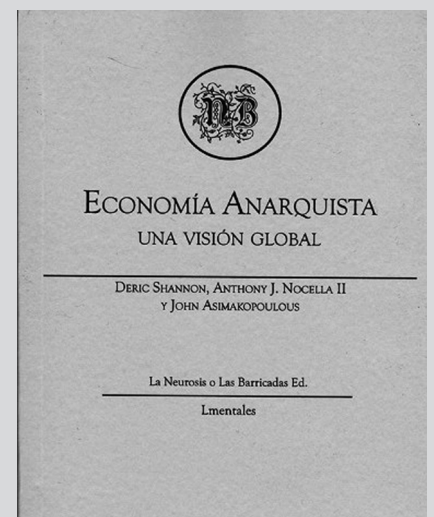 NB
ECONOMÍA ANARQUISTA
UNA VISIÓN GLOBAL
DERIC SHANNON, ANTHONY J. NOCELLA II
Y JOHN ASIMAKOPOULOUS
La Neurosis o Las Barricadas Ed.
Lmentales